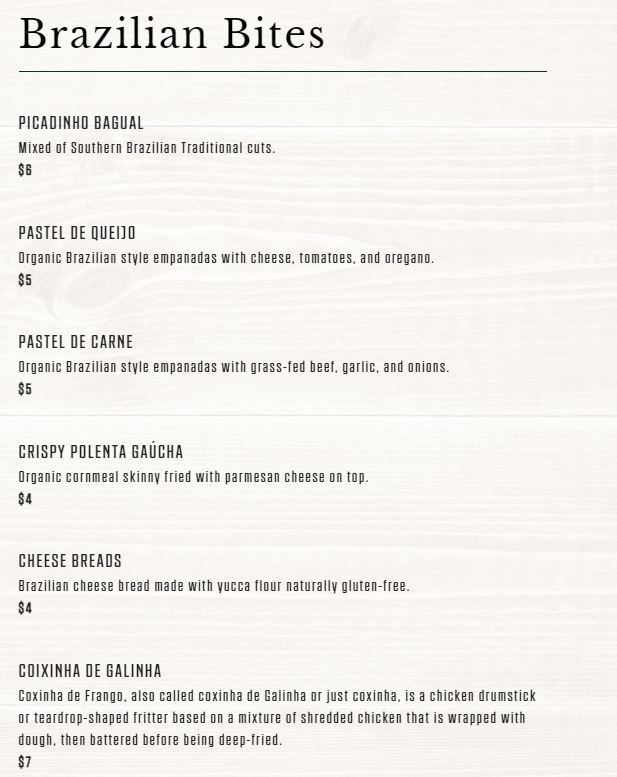 Brazilian Bites
PICADINHO BAGUAL
Mixed of Southern Brazilian Traditional cuts.
$6
PASTEL DE QUEIJO
Organic Brazilian style empanadas with cheese, tomatoes, and oregano.
$5
PASTEL DE CARNE
Organic Brazilian style empanadas with grass-fed beef, garlic, and onions.
$5
CRISPY POLENTA GAÚCHA
Organic cornmeal skinny fried with parmesan cheese on top.
$4
CHEESE BREADS
Brazilian cheese bread made with yucca flour naturally gluten-free.
$4
COIXINHA DE GALINHA
Coxinha de Frango, also called coxinha de Galinha or just coxinha, is a chicken drumstick
or teardrop-shaped fritter based on a mixture of shredded chicken that is wrapped with
dough, then battered before being deep-fried.
$7